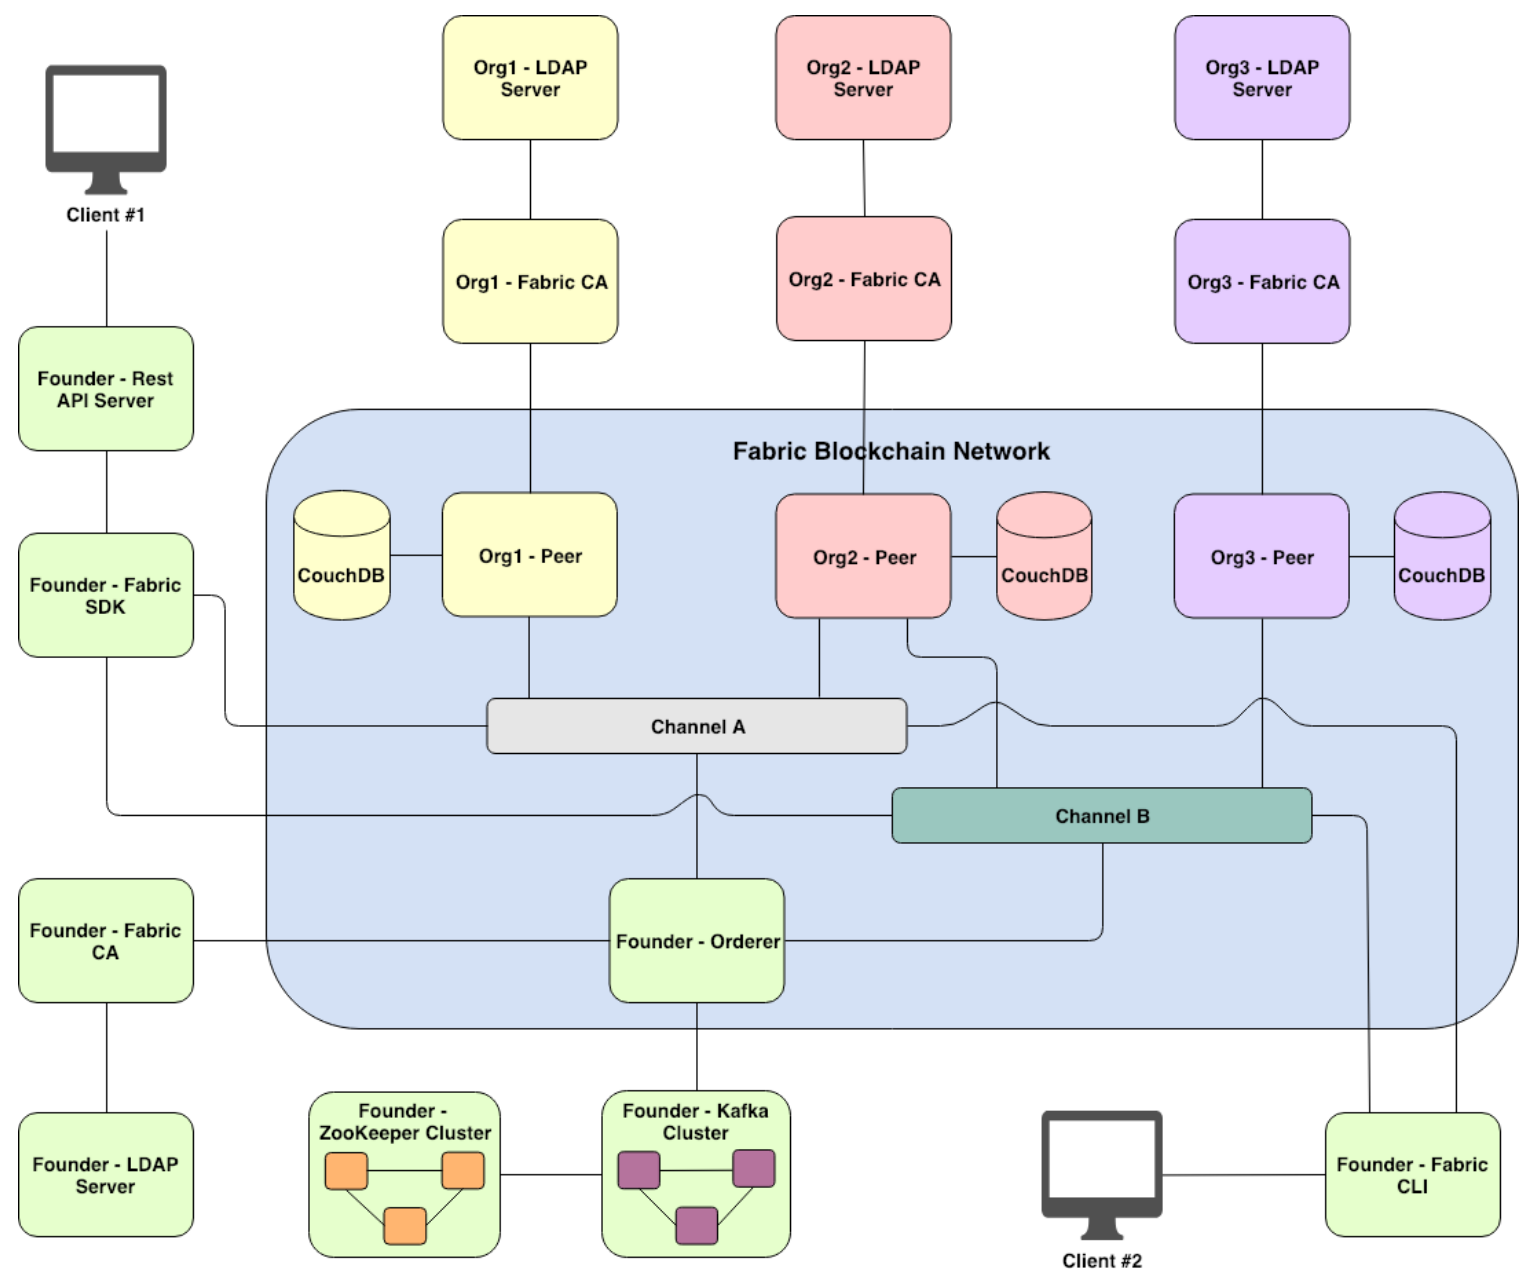 Org1 - LDAP
Server
Org2 - LDAP
Server
Org3 - LDAP
Server
Client #1
Org1 - Fabric CA
Org2 - Fabric CA
Org3 - Fabric CA
Founder - Rest
API Server
Fabric Blockchain Network
CouchDB
Org1 - Peer
Org2 - Peer
CouchDB
Org3 - Peer
CouchDB
Founder - Fabric
SDK
Channel A
Channel B
Founder - Fabric
CA
Founder - Orderer
Founder -
ZooKeeper Cluster
Founder - Kafka
Cluster
Founder - LDAP
Server
Founder - Fabric
CLI
Client #2